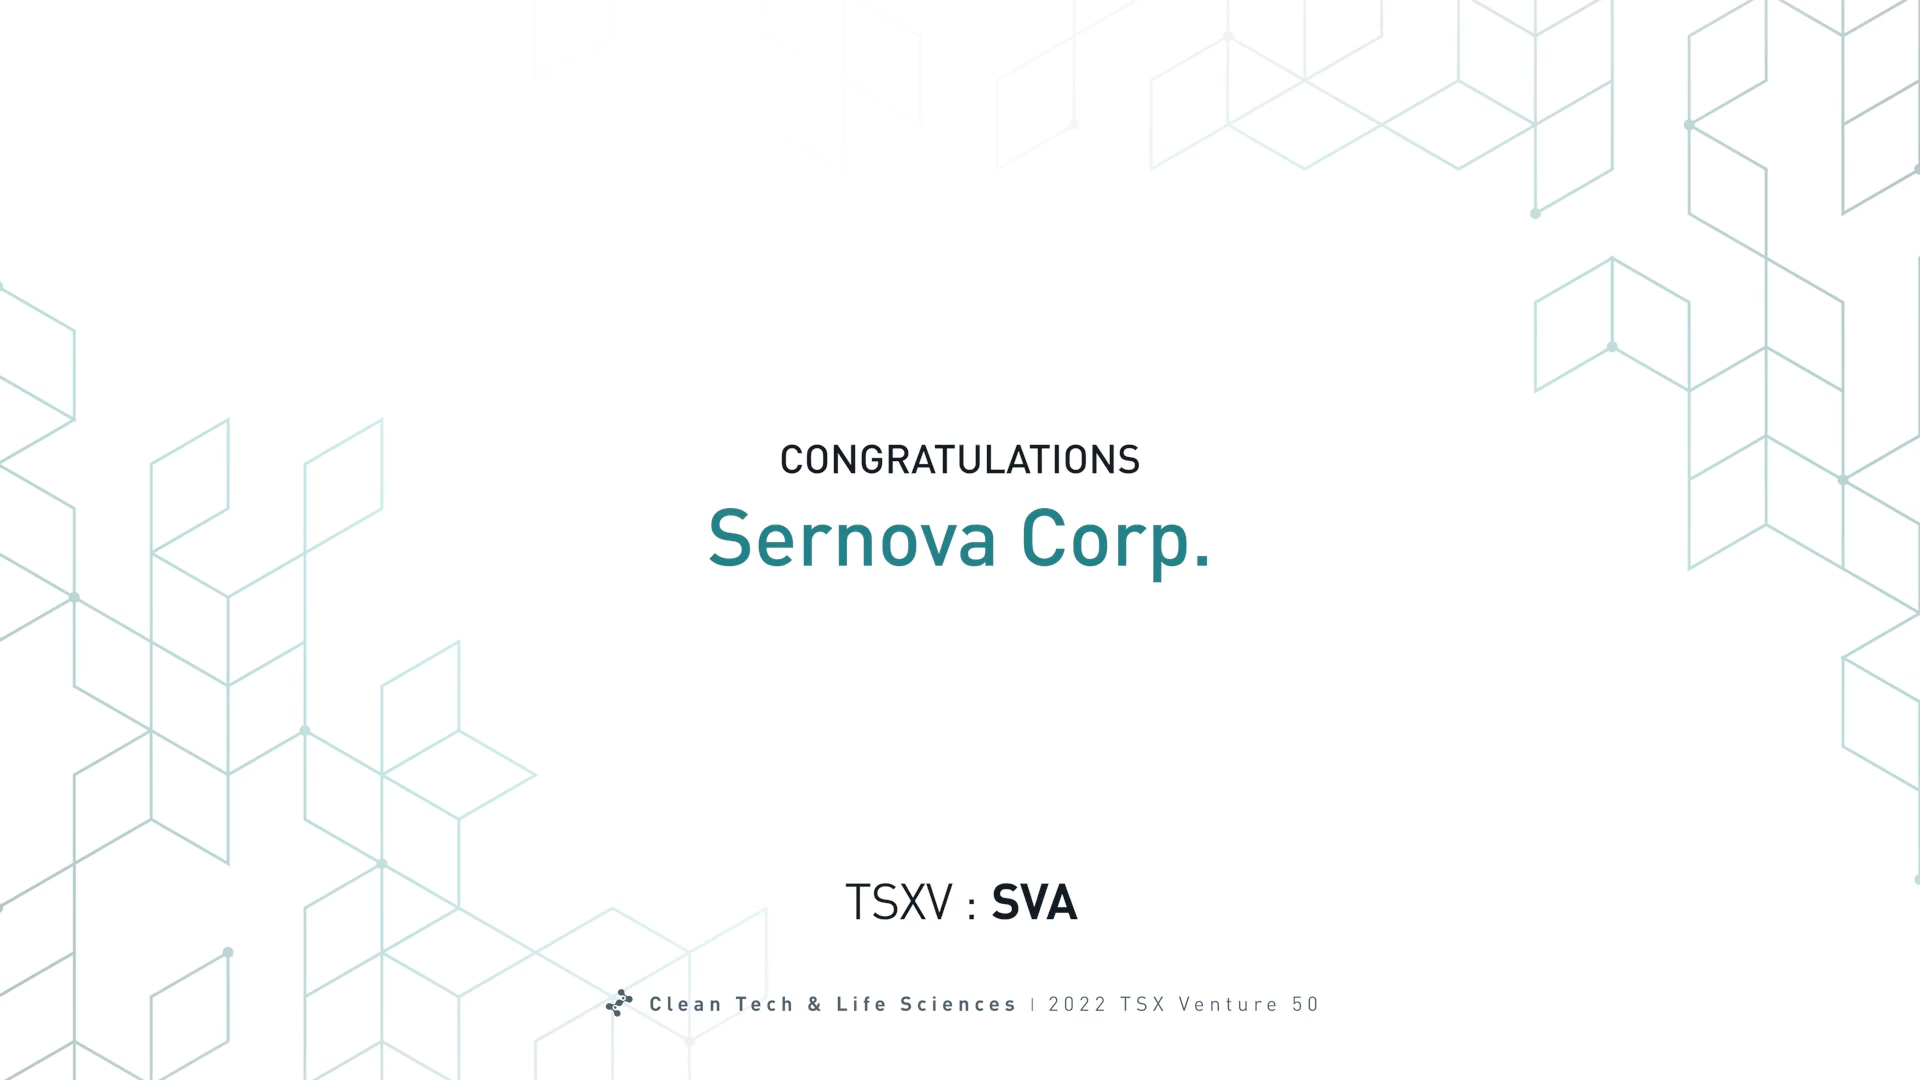 CONGRATULATIONS
Sernova Corp.
TSXV : SVA
Clean Tech & Life Sciences | 2022 TSX Venture 50